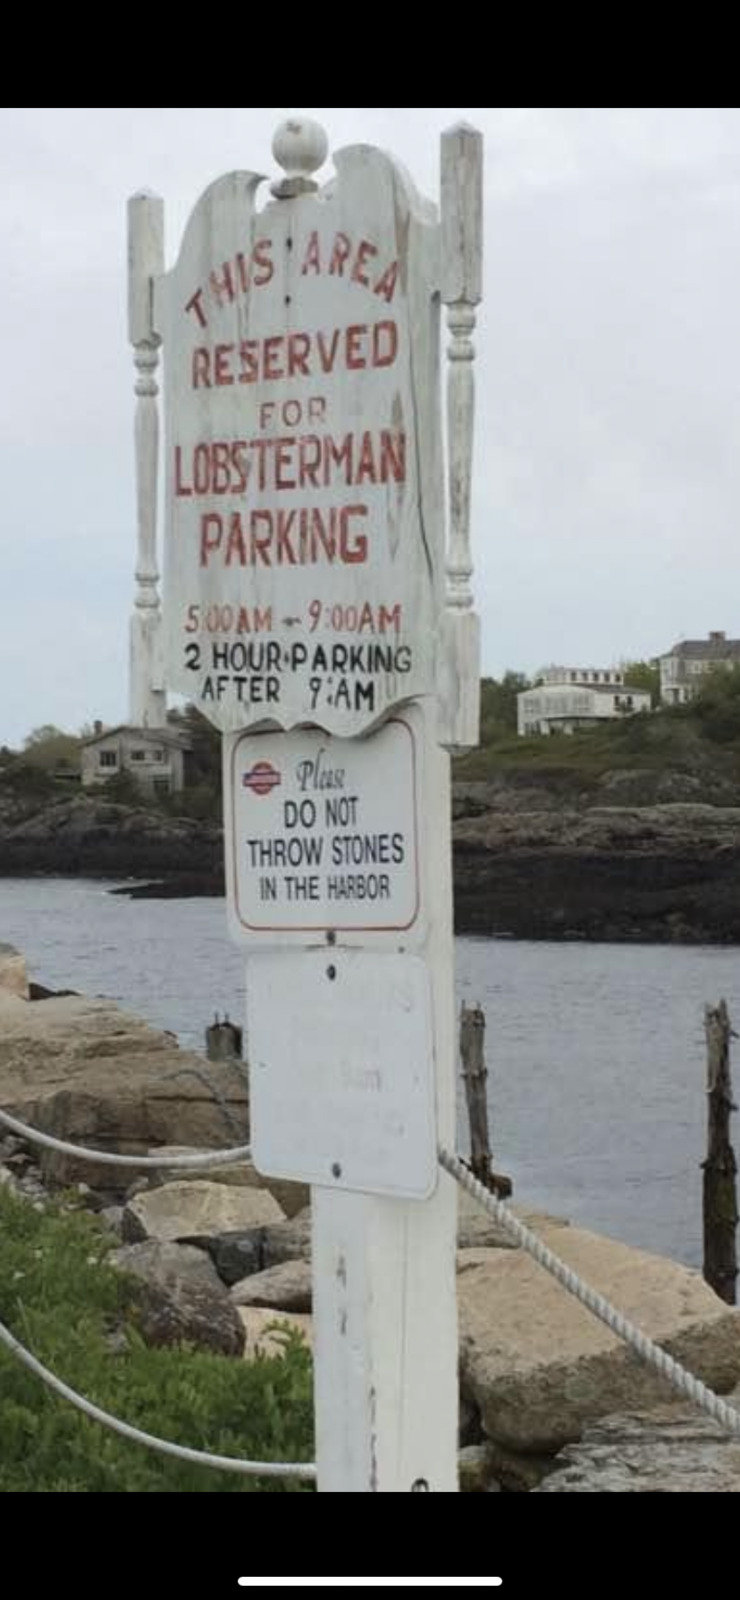 THIS AREA
RESERVED
FOR
LOBSTERMAN
PARKING
5:00AM - 9:00AM
2 HOUR·PARKING
AFTER 9:AM
Please
DO NOT
THROW STONES
IN THE HARBOR